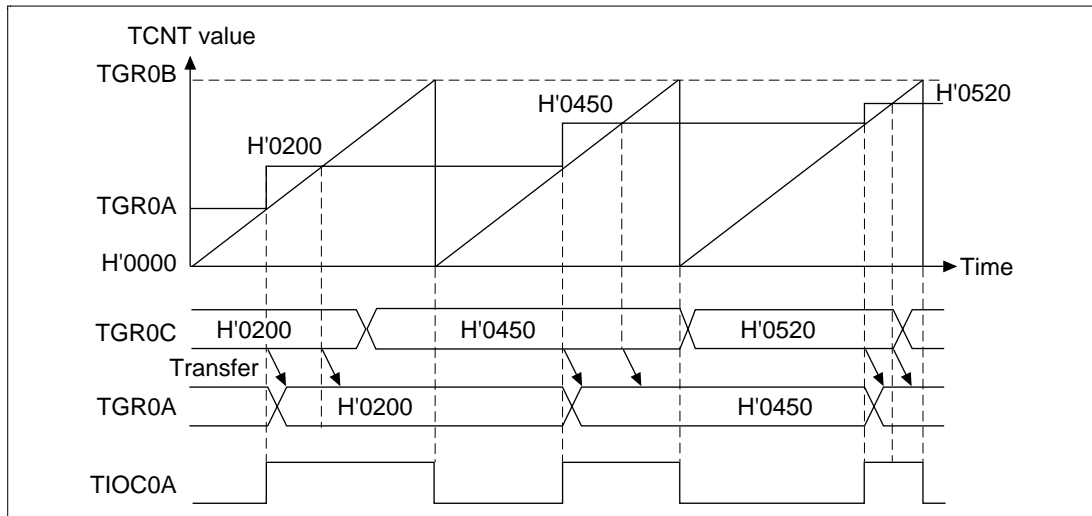 TCNT value
TGR0B
H'0520
H'0450
H'0200
TGR0A
H'0000
Time
TGR0C
H'0200
H'0450
H'0520
Transfer
TGR0A
H'0200
H'0450
TIOC0A